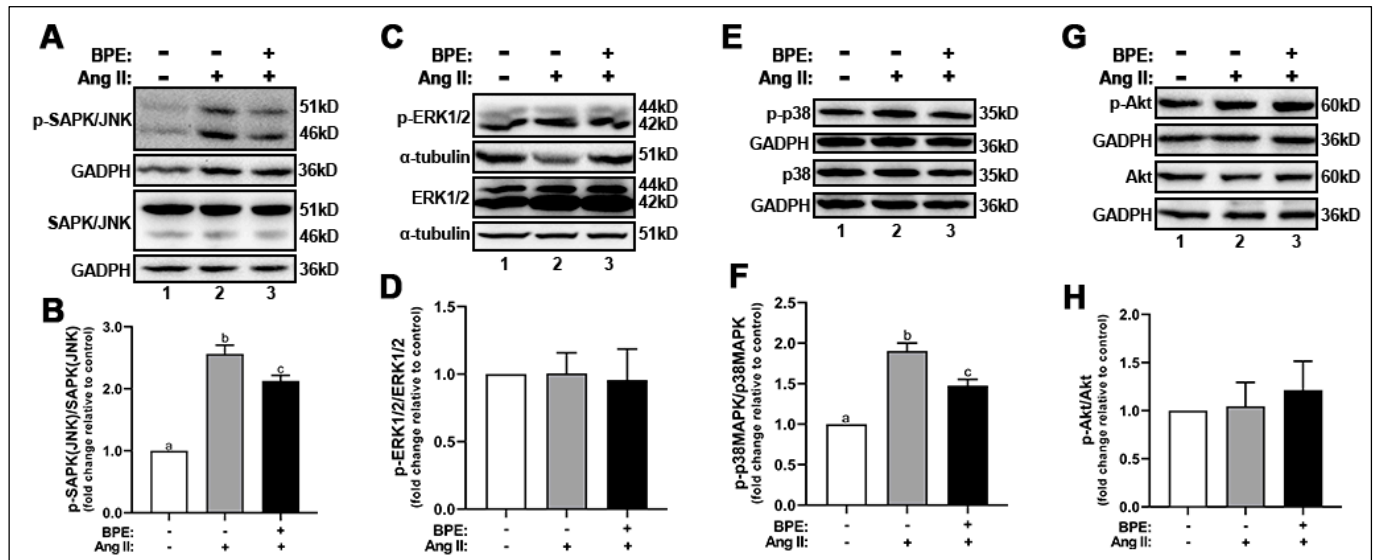 A
BPE: - - +
Ang II: - + +
p-SAPK/JNK 51kD
46kD
GADPH 36kD
SAPK/JNK 51kD
46kD
GADPH 36kD
1 2 3
B
p-SAPK(JNK)/SAPK(JNK)
(fold change relative to control)
3.0
2.0
1.0
0.0
a b c
BPE: - - +
Ang II: - + +
C
BPE: - - +
Ang II: - + +
p-ERK1/2 44kD
42kD
α-tubulin 51kD
ERK1/2 44kD
42kD
α-tubulin 51kD
1 2 3
D
p-ERK1/2/ERK1/2
(fold change relative to control)
1.5
1.0
0.5
0.0
BPE: - - +
Ang II: - + +
E
BPE: - - +
Ang II: - + +
p-p38 35kD
GADPH 36kD
p38 35kD
GADPH 36kD
1 2 3
F
p-p38MAPK/p38MAPK
(fold change relative to control)
2.5
2.0
1.5
1.0
0.5
0.0
a b c
BPE: - - +
Ang II: - + +
G
BPE: - - +
Ang II: - + +
p-Akt 60kD
GADPH 36kD
Akt 60kD
GADPH 36kD
1 2 3
H
p-Akt/Akt
(fold change relative to control)
2.0
1.5
1.0
0.5
0.0
BPE: - - +
Ang II: - + +